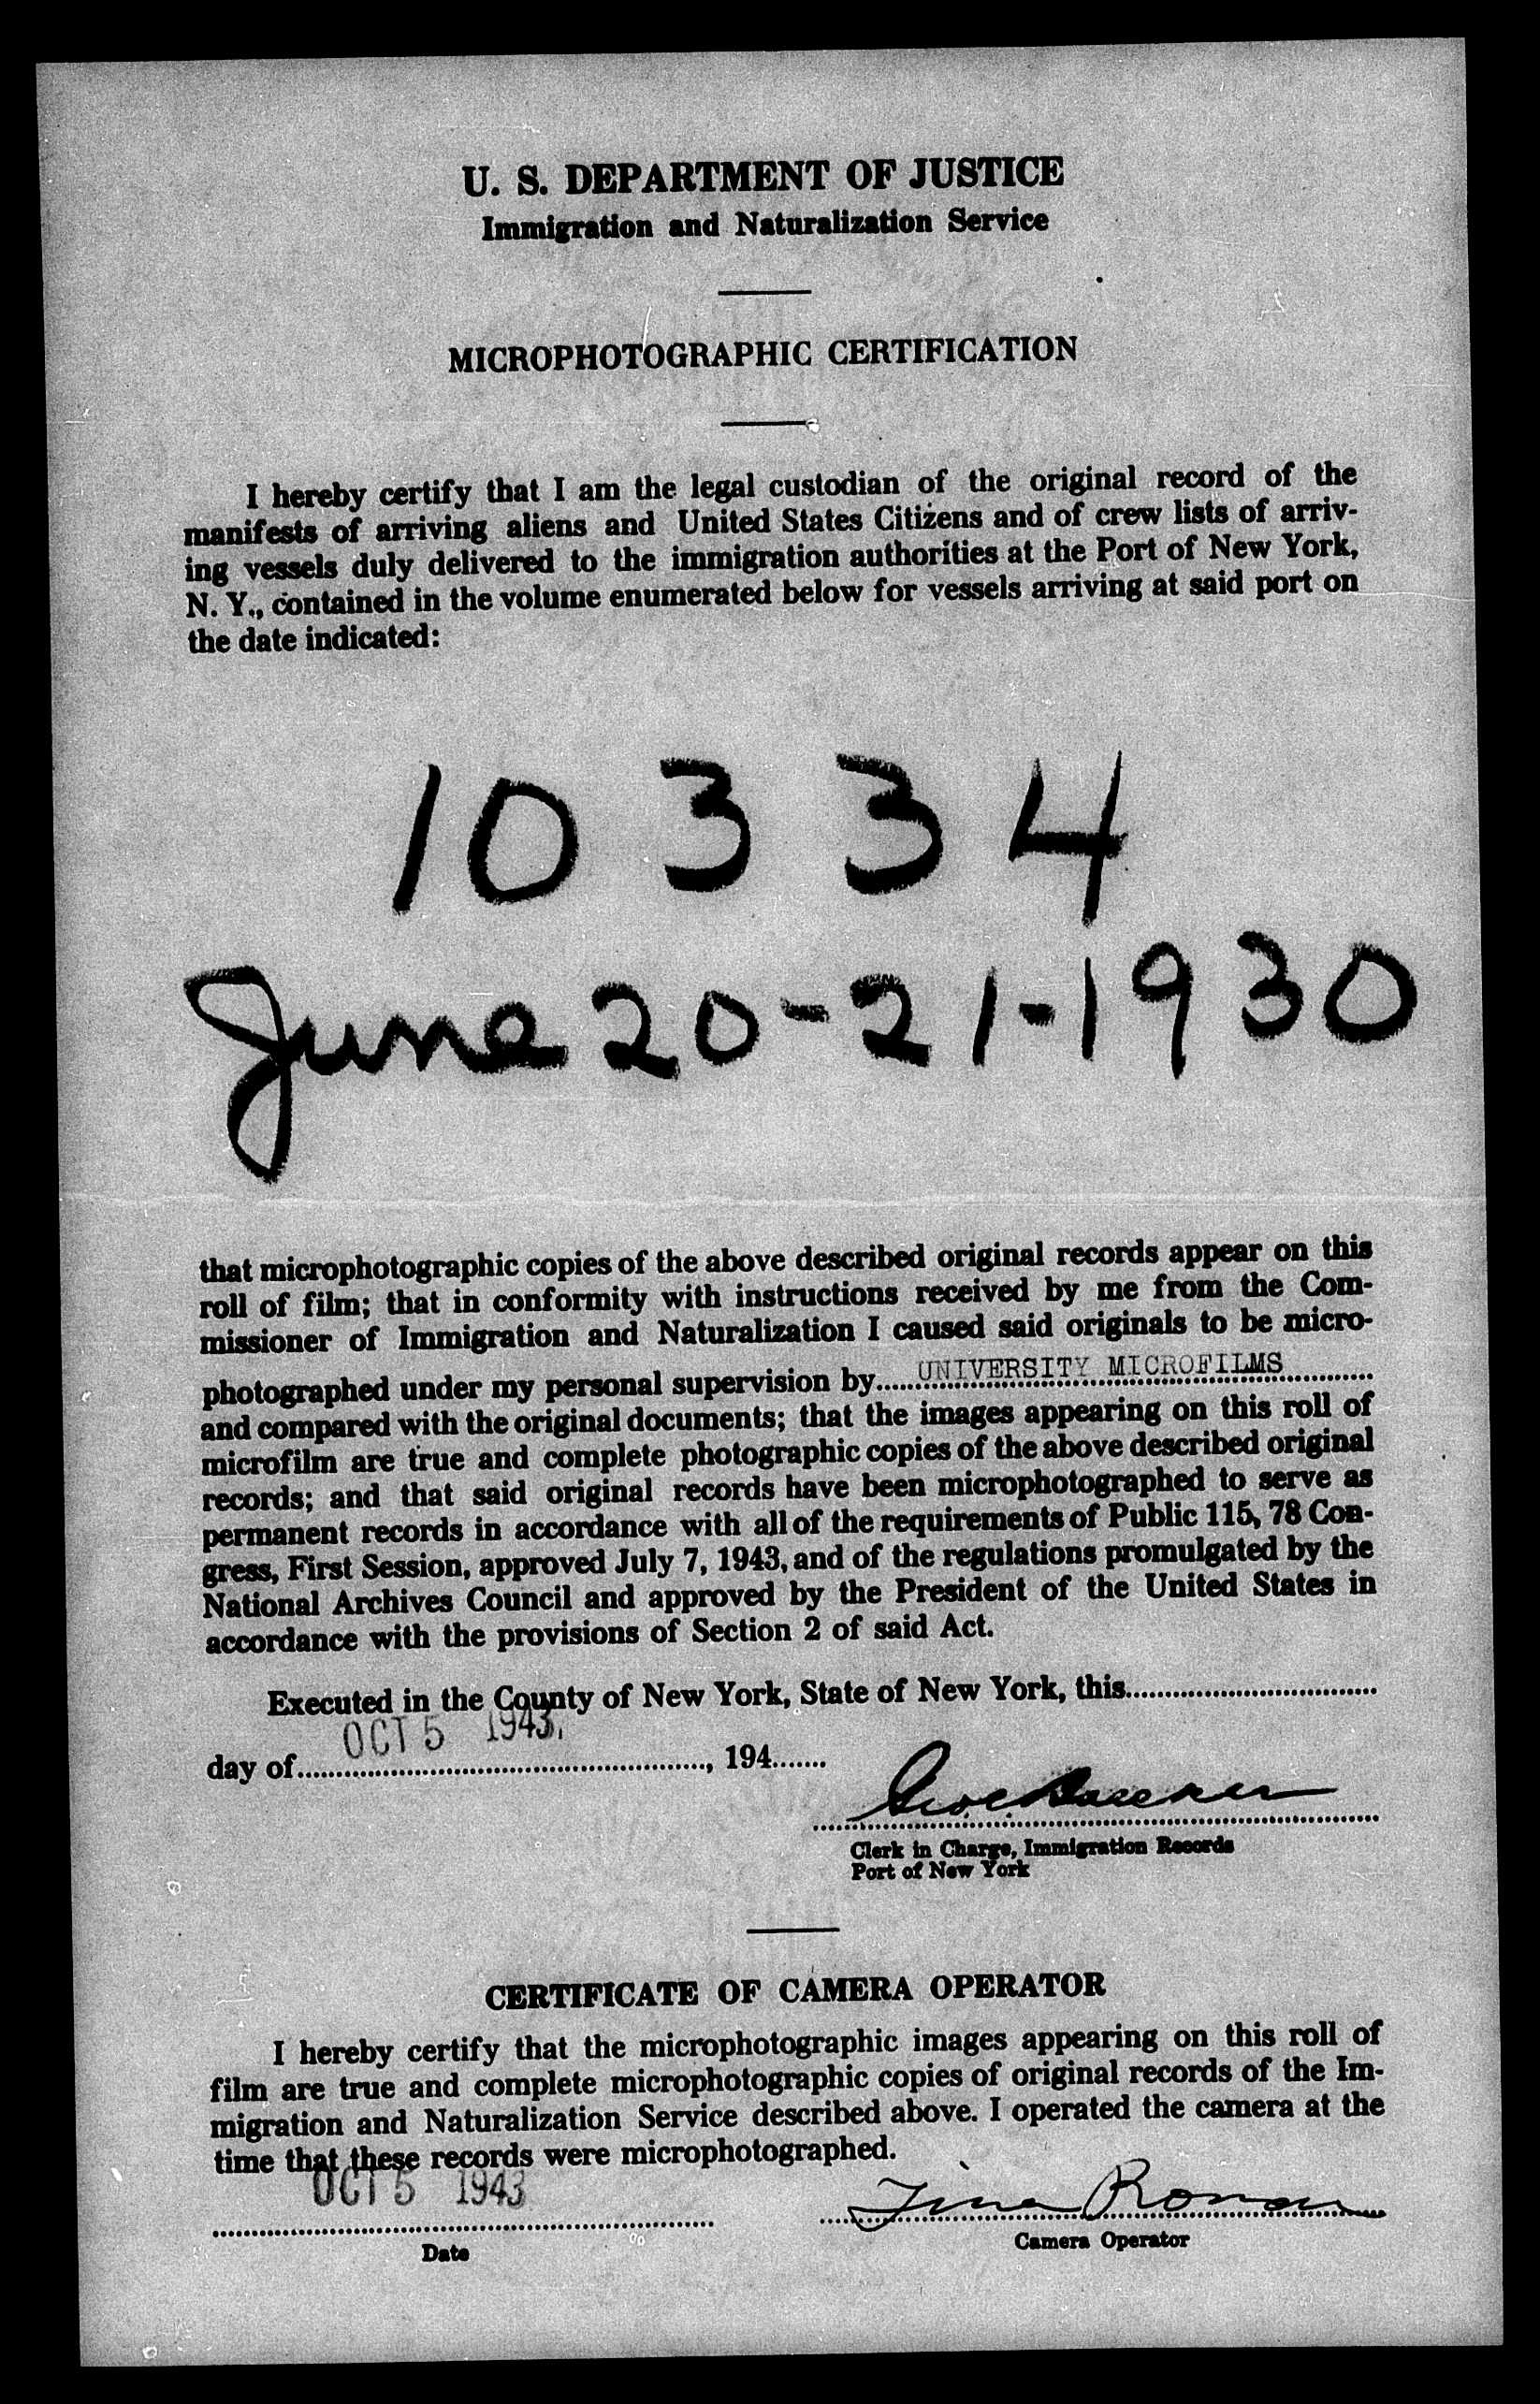 U. S. DEPARTMENT OF JUSTICE
Immigration and Naturalization Service
MICROPHOTOGRAPHIC CERTIFICATION
I hereby certify that I am the legal custodian of the original record of the
manifests of arriving aliens and United States Citizens and of crew lists of arriv-
ing vessels duly delivered to the immigration authorities at the Port of New York,
N. Y., contained in the volume enumerated below for vessels arriving at said port on
the date indicated:
10334
June 20-21-1930
that microphotographic copies of the above described original records appear on this
roll of film; that in conformity with instructions received by me from the Com-
missioner of Immigration and Naturalization I caused said originals to be micro-
photographed under my personal supervision by UNIVERSITY MICROFILMS
and compared with the original documents; that the images appearing on this roll of
microfilm are true and complete photographic copies of the above described original
records; and that said original records have been microphotographed to serve as
permanent records in accordance with all of the requirements of Public 115, 78 Con-
gress, First Session, approved July 7, 1943, and of the regulations promulgated by the
National Archives Council and approved by the President of the United States in
accordance with the provisions of Section 2 of said Act.
Executed in the County of New York, State of New York, this
OCT 5 1943.
day of , 194
Clerk in Charge, Immigration Records
Port of New York
CERTIFICATE OF CAMERA OPERATOR
I hereby certify that the microphotographic images appearing on this roll of
film are true and complete microphotographic copies of original records of the Im-
migration and Naturalization Service described above. I operated the camera at the
time that these records were microphotographed.
OCT 5 1943
Date
Camera Operator